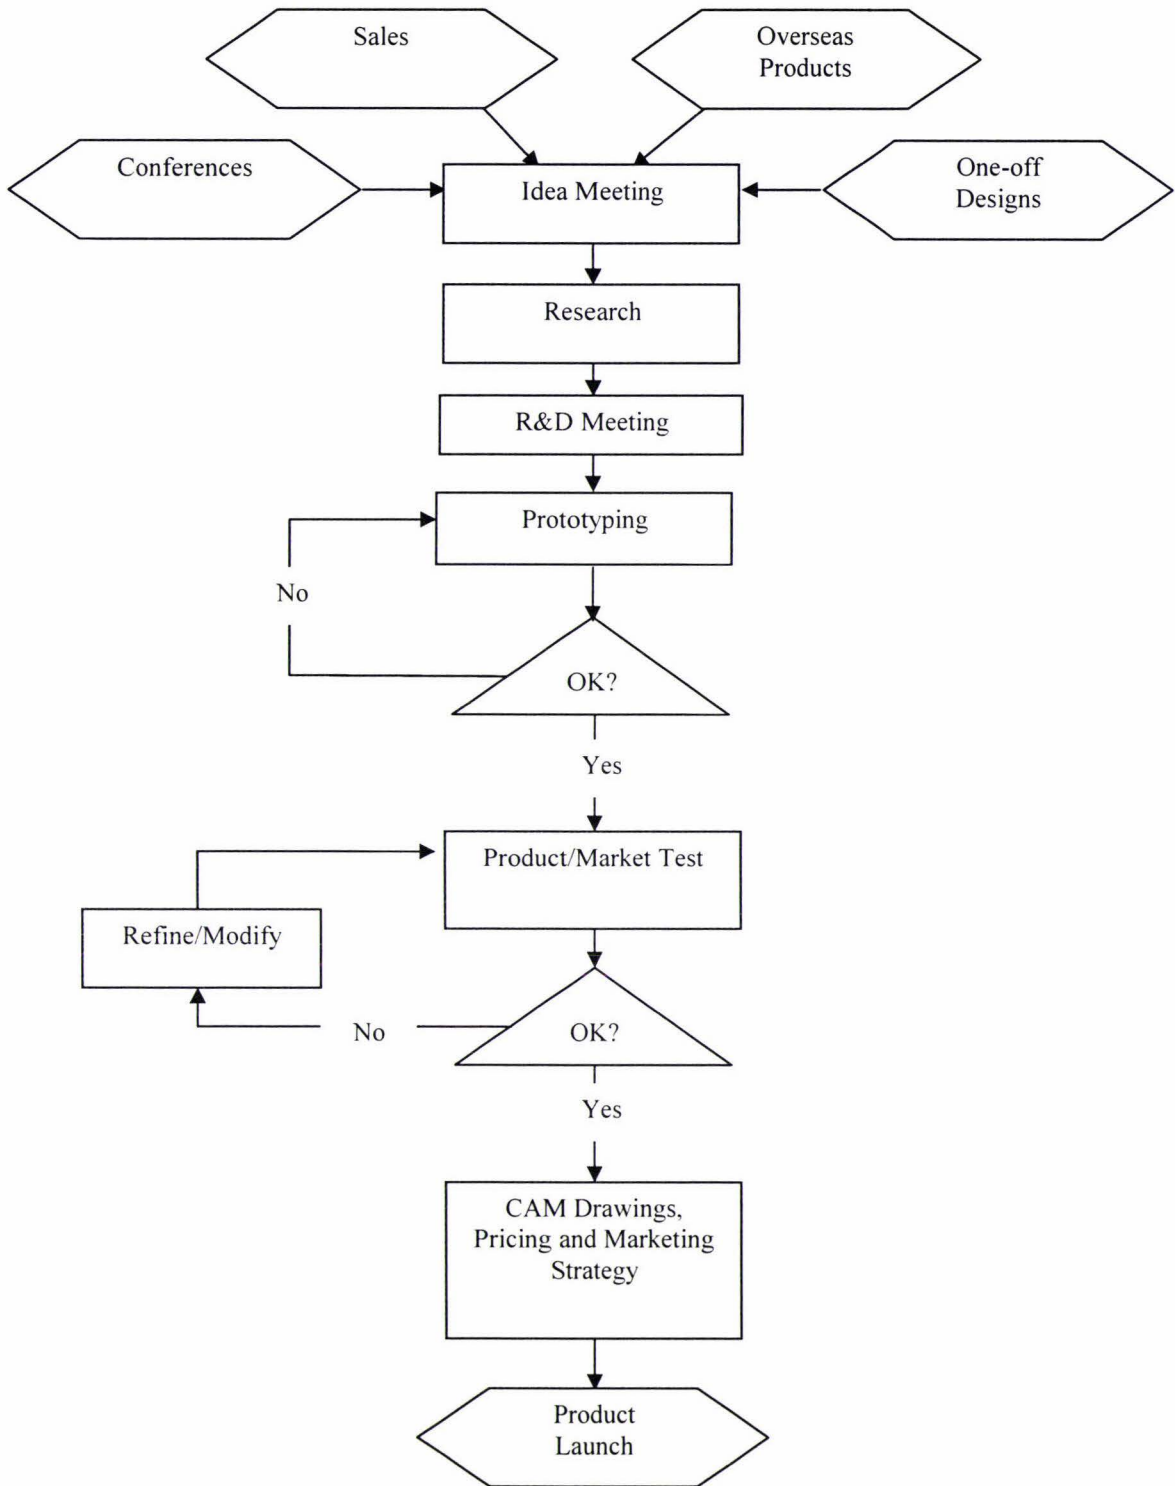 Sales
Overseas
Products
Conferences
One-off
Designs
Idea Meeting
Research
R&D Meeting
Prototyping
No
OK?
Yes
Product/Market Test
Refine/Modify
No
OK?
Yes
CAM Drawings,
Pricing and Marketing
Strategy
Product
Launch